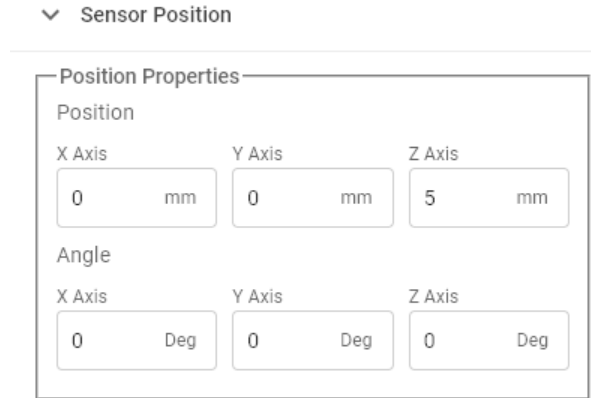 Sensor Position
Position Properties
Position
X Axis Y Axis Z Axis
0 mm 0 mm 5 mm
Angle
X Axis Y Axis Z Axis
0 Deg 0 Deg 0 Deg